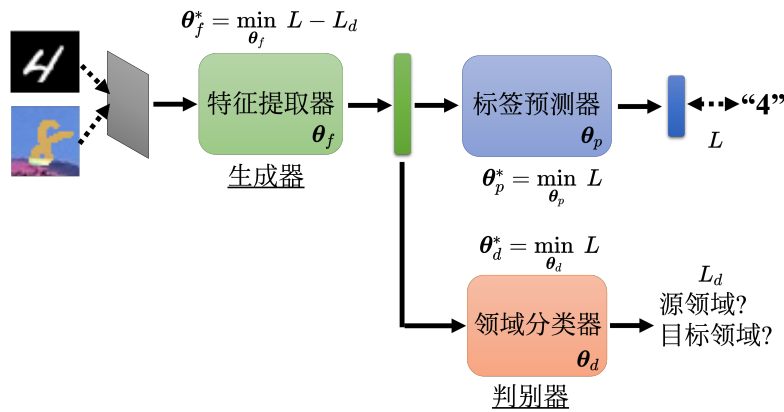 θ*_f = min_{θ_f} L − L_d
4
特征提取器
θ_f
生成器
标签预测器
θ_p
θ*_p = min_{θ_p} L
“4”
L
θ*_d = min_{θ_d} L
领域分类器
θ_d
判别器
L_d
源领域?
目标领域?